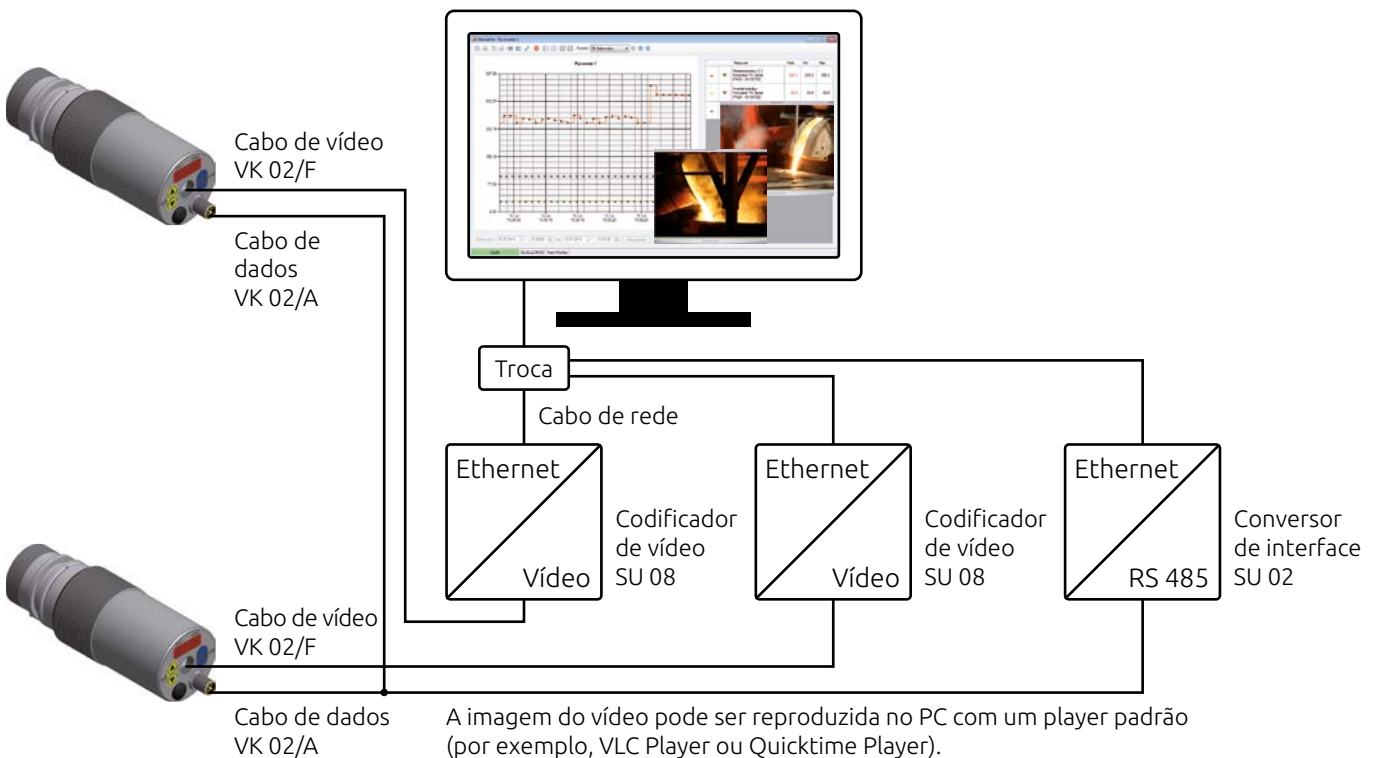 Pyrometer 1
Cabo de vídeo
VK 02/F
Cabo de
dados
VK 02/A
Troca
Cabo de rede
Ethernet
Vídeo
Codificador
de vídeo
SU 08
Ethernet
Vídeo
Codificador
de vídeo
SU 08
Ethernet
RS 485
Conversor
de interface
SU 02
Cabo de vídeo
VK 02/F
Cabo de dados
VK 02/A
A imagem do vídeo pode ser reproduzida no PC com um player padrão
(por exemplo, VLC Player ou Quicktime Player).